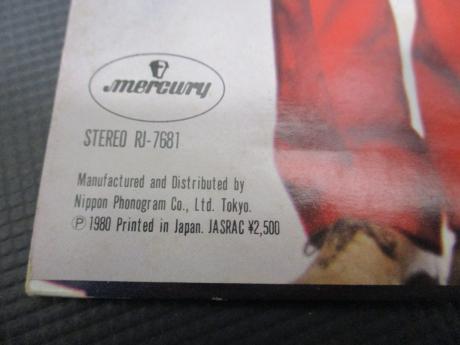 mercury
STEREO RJ-7681
Manufactured and Distributed by
Nippon Phonogram Co., Ltd. Tokyo.
Ⓟ 1980 Printed in Japan. JASRAC ¥2,500